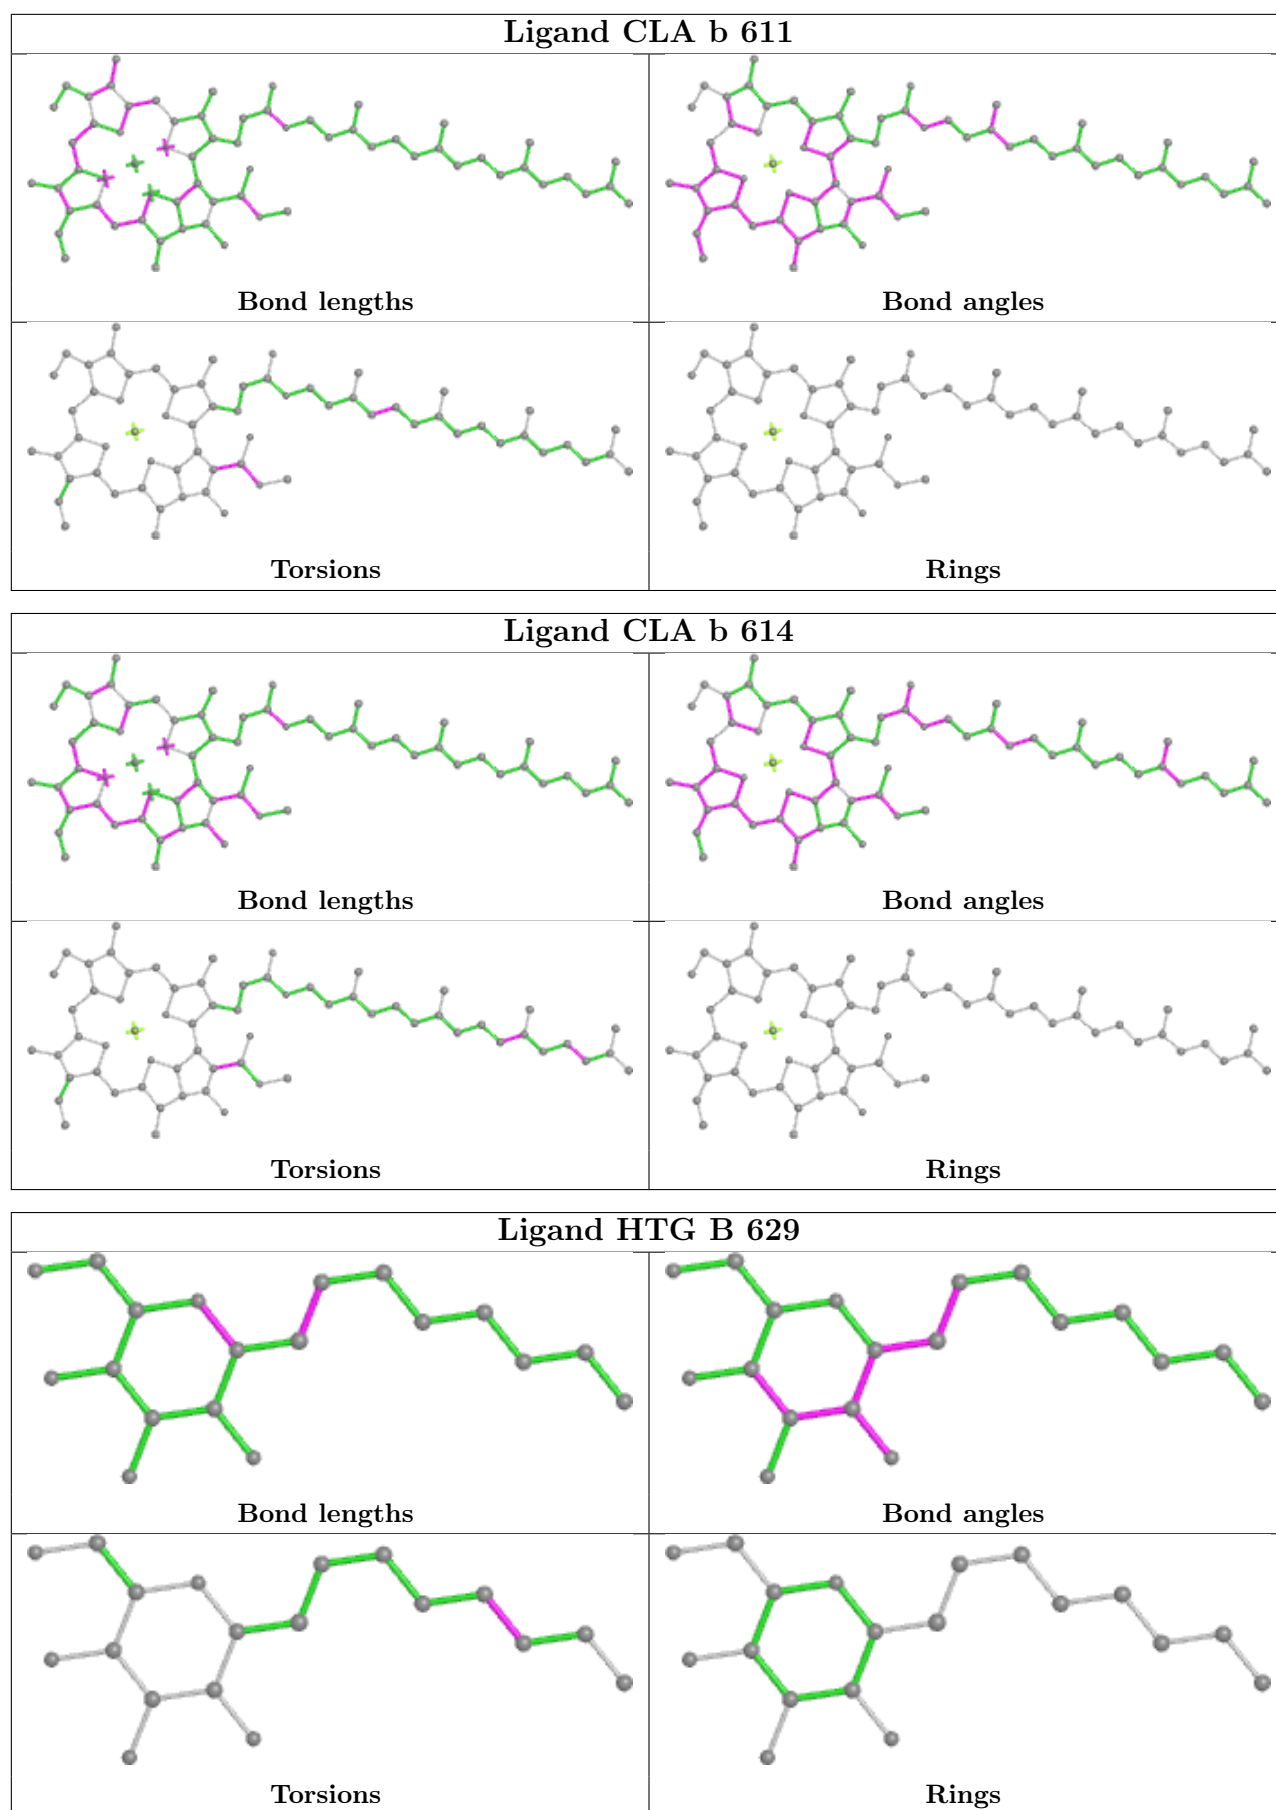 Ligand CLA b 611
Bond lengths
Bond angles
Torsions
Rings
Ligand CLA b 614
Bond lengths
Bond angles
Torsions
Rings
Ligand HTG B 629
Bond lengths
Bond angles
Torsions
Rings